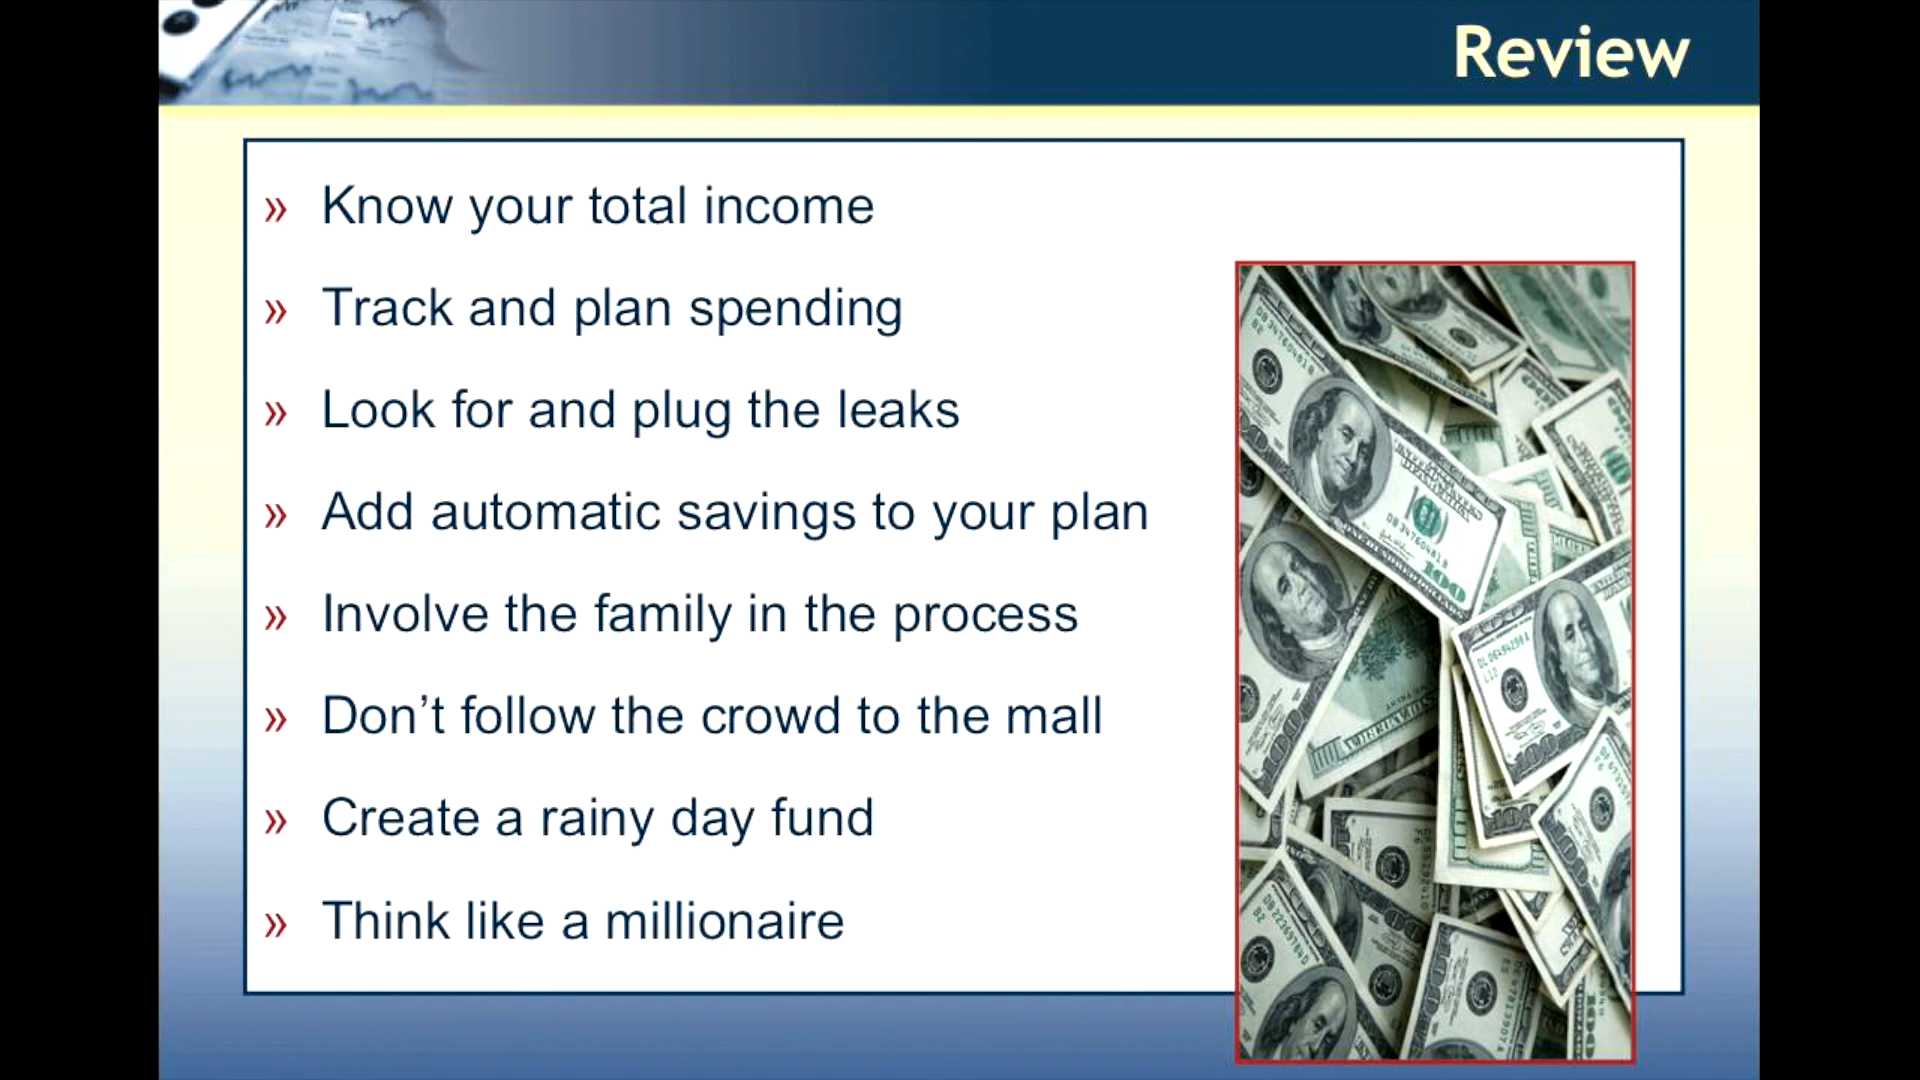 Review
» Know your total income
» Track and plan spending
» Look for and plug the leaks
» Add automatic savings to your plan
» Involve the family in the process
» Don’t follow the crowd to the mall
» Create a rainy day fund
» Think like a millionaire